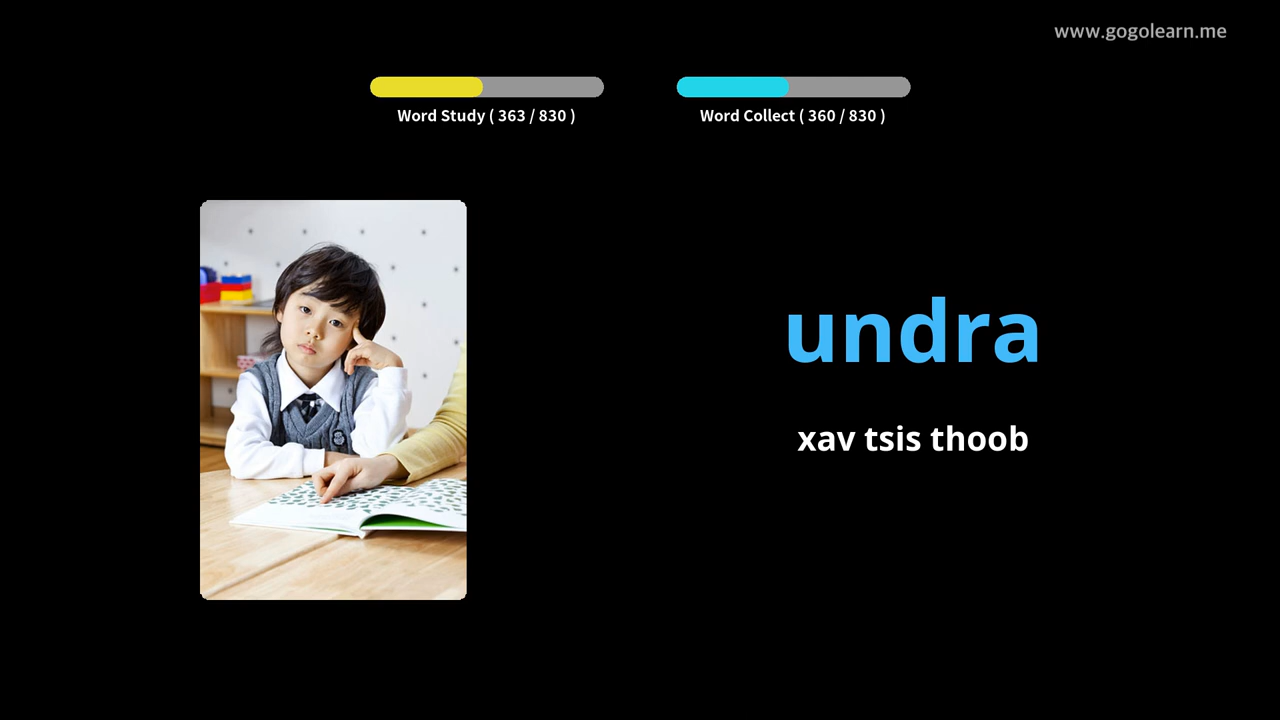 www.gogolearn.me
Word Study ( 363 / 830 )
Word Collect ( 360 / 830 )
undra
xav tsis thoob